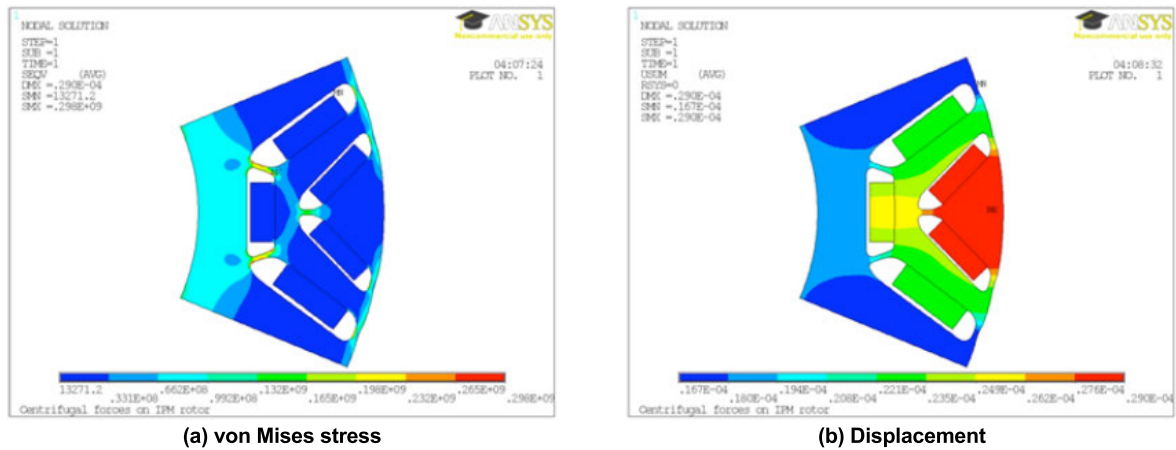 1
NODAL SOLUTION
STEP=1
SUB =1
TIME=1
SEQV (AVG)
DMX =.290E-04
SMN =13271.2
SMX =.298E+09
ANSYS
Noncommercial use only
04:07:24
PLOT NO. 1
MN
13271.2 .662E+08 .132E+09 .198E+09 .265E+09
.331E+08 .992E+08 .165E+09 .232E+09 .298E+09
Centrifugal forces on IPM rotor
(a) von Mises stress
1
NODAL SOLUTION
STEP=1
SUB =1
TIME=1
USUM (AVG)
RSYS=0
DMX =.290E-04
SMN =.167E-04
SMX =.290E-04
ANSYS
Noncommercial use only
04:08:32
PLOT NO. 1
MN
MX
.167E-04 .194E-04 .221E-04 .249E-04 .276E-04
.180E-04 .208E-04 .235E-04 .262E-04 .290E-04
Centrifugal forces on IPM rotor
(b) Displacement